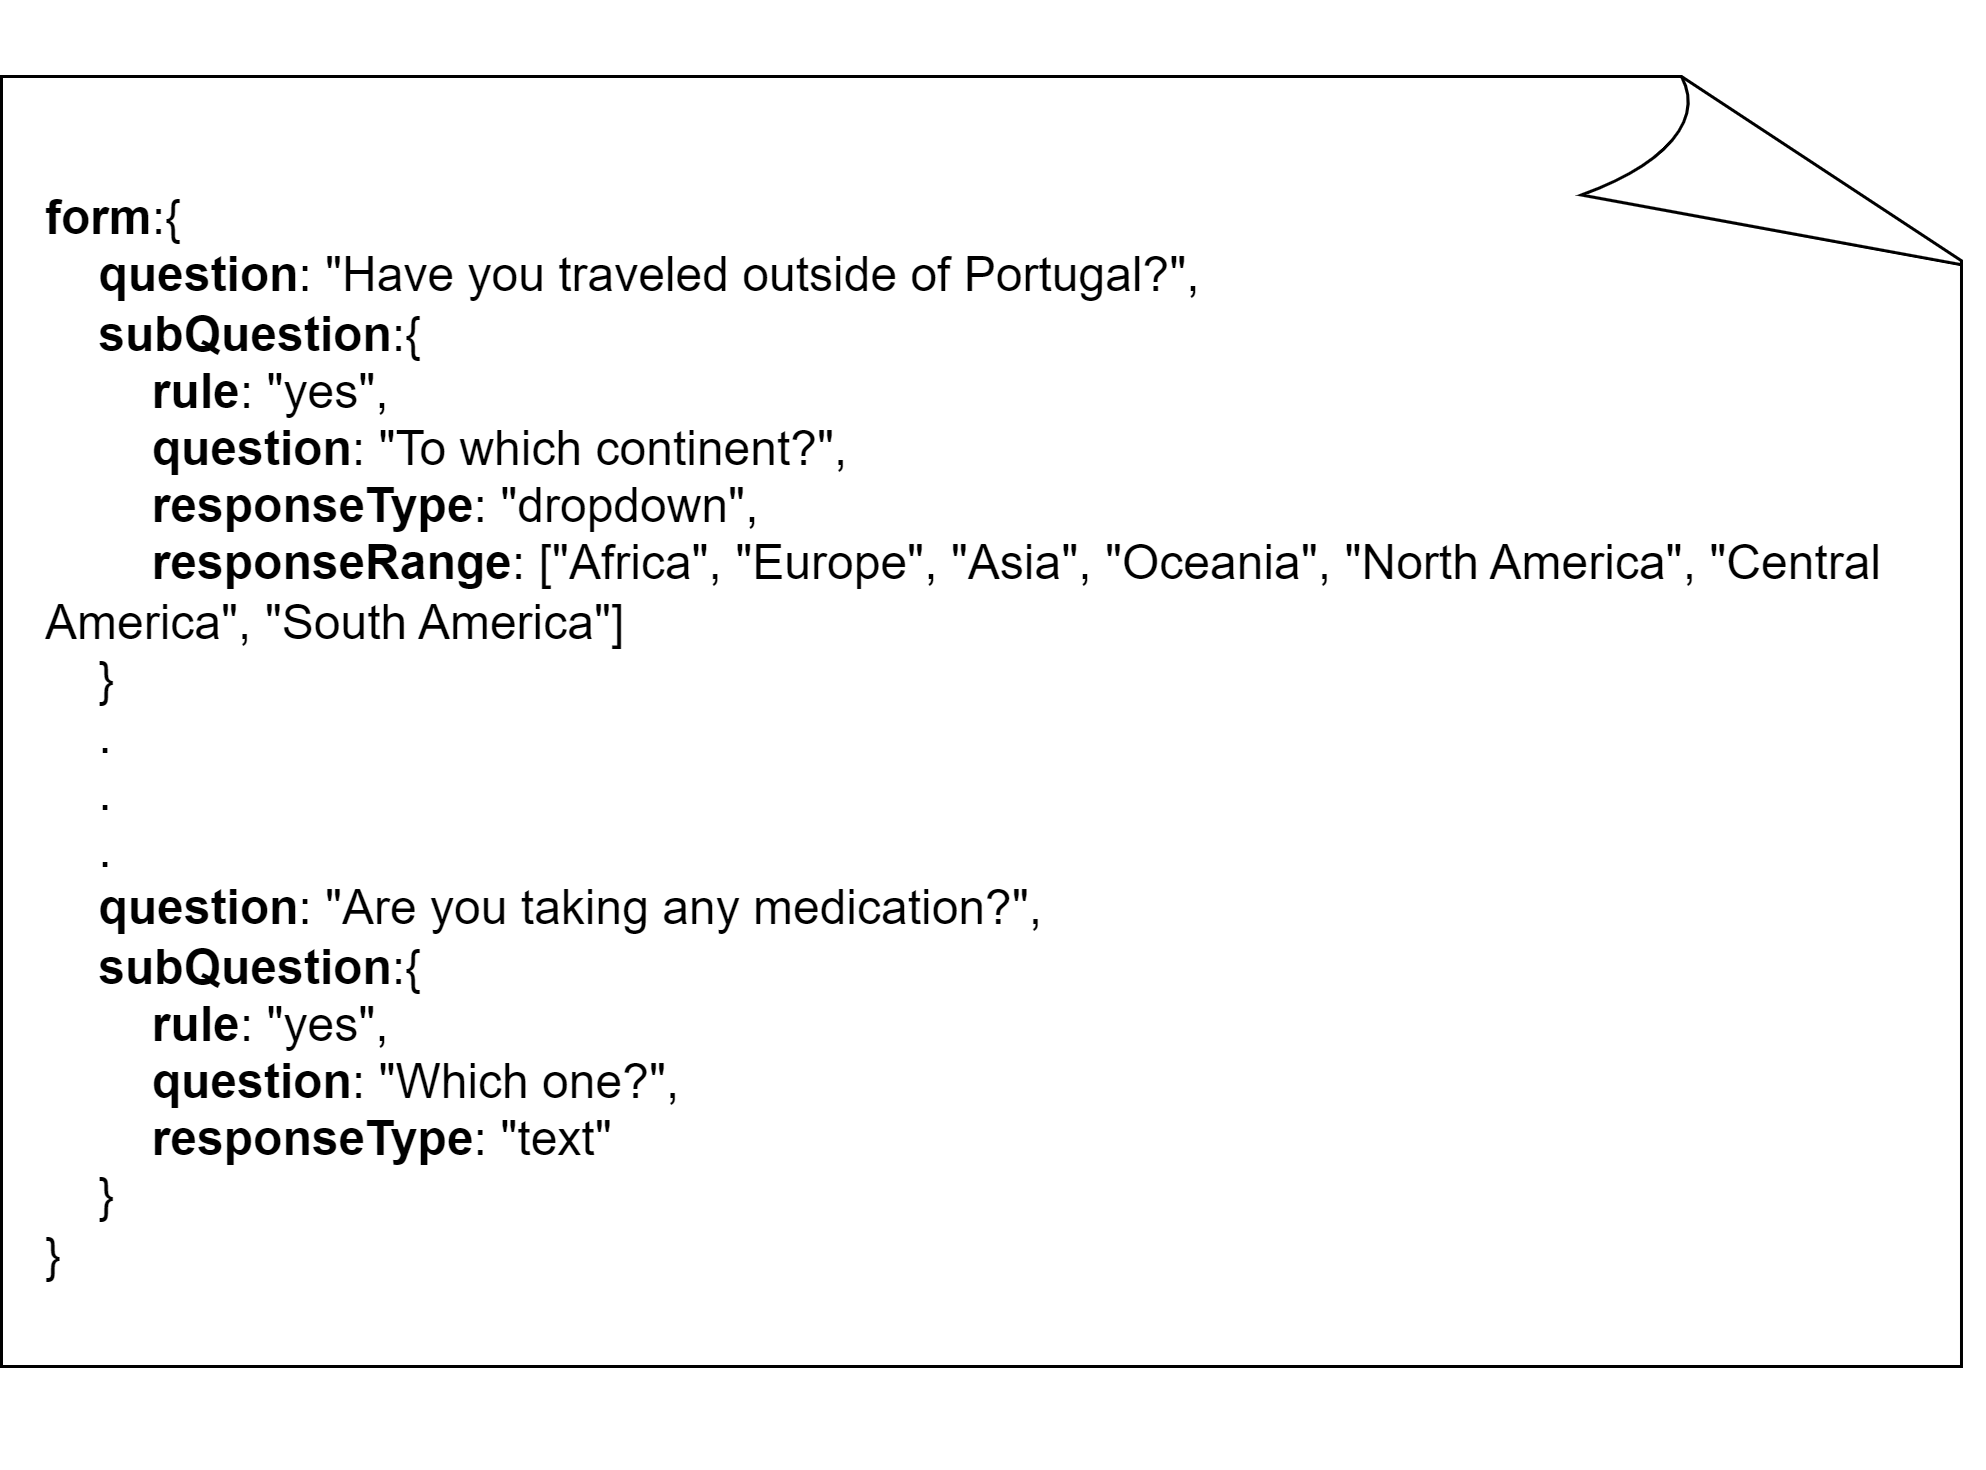 form:{
question: "Have you traveled outside of Portugal?",
subQuestion:{
rule: "yes",
question: "To which continent?",
responseType: "dropdown",
responseRange: ["Africa", "Europe", "Asia", "Oceania", "North America", "Central
America", "South America"]
}
.
.
.
question: "Are you taking any medication?",
subQuestion:{
rule: "yes",
question: "Which one?",
responseType: "text"
}
}